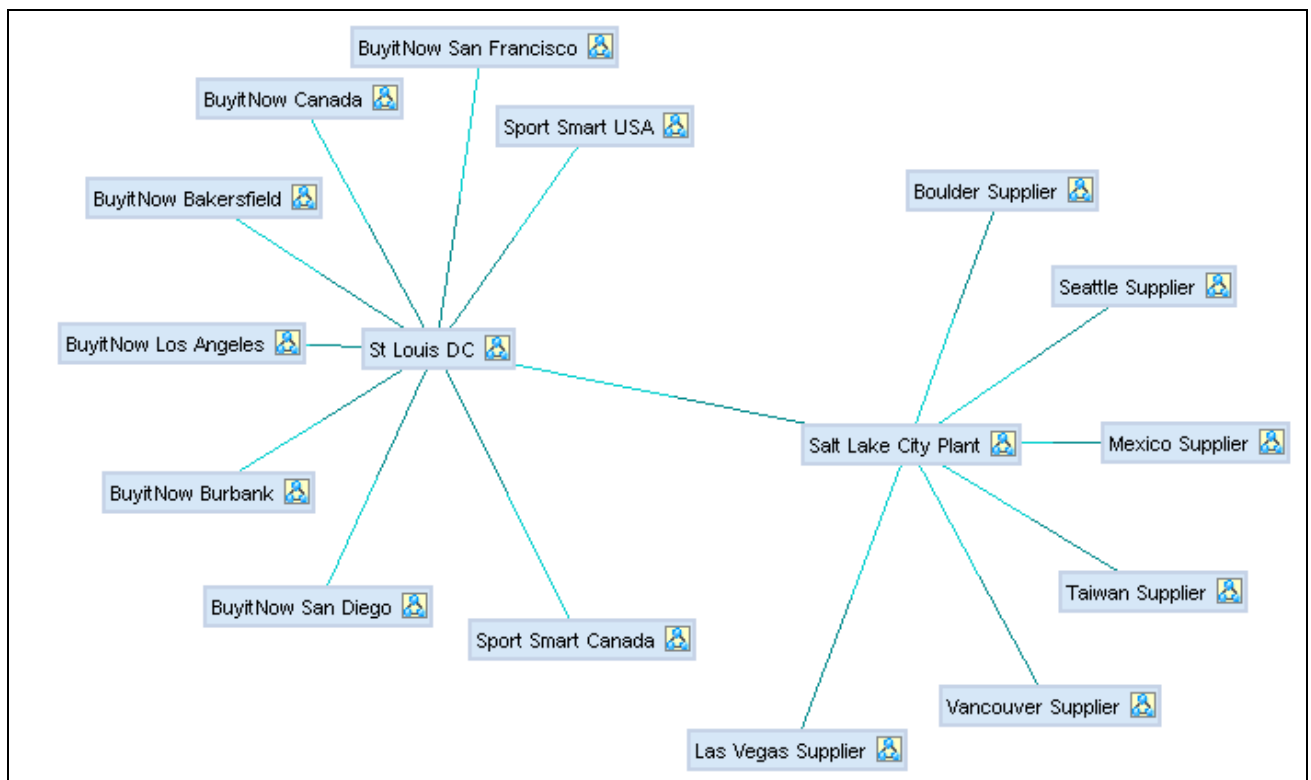 BuyitNow San Francisco
BuyitNow Canada
Sport Smart USA
BuyitNow Bakersfield
Boulder Supplier
Seattle Supplier
BuyitNow Los Angeles
St Louis DC
Salt Lake City Plant
Mexico Supplier
BuyitNow Burbank
Taiwan Supplier
BuyitNow San Diego
Sport Smart Canada
Vancouver Supplier
Las Vegas Supplier